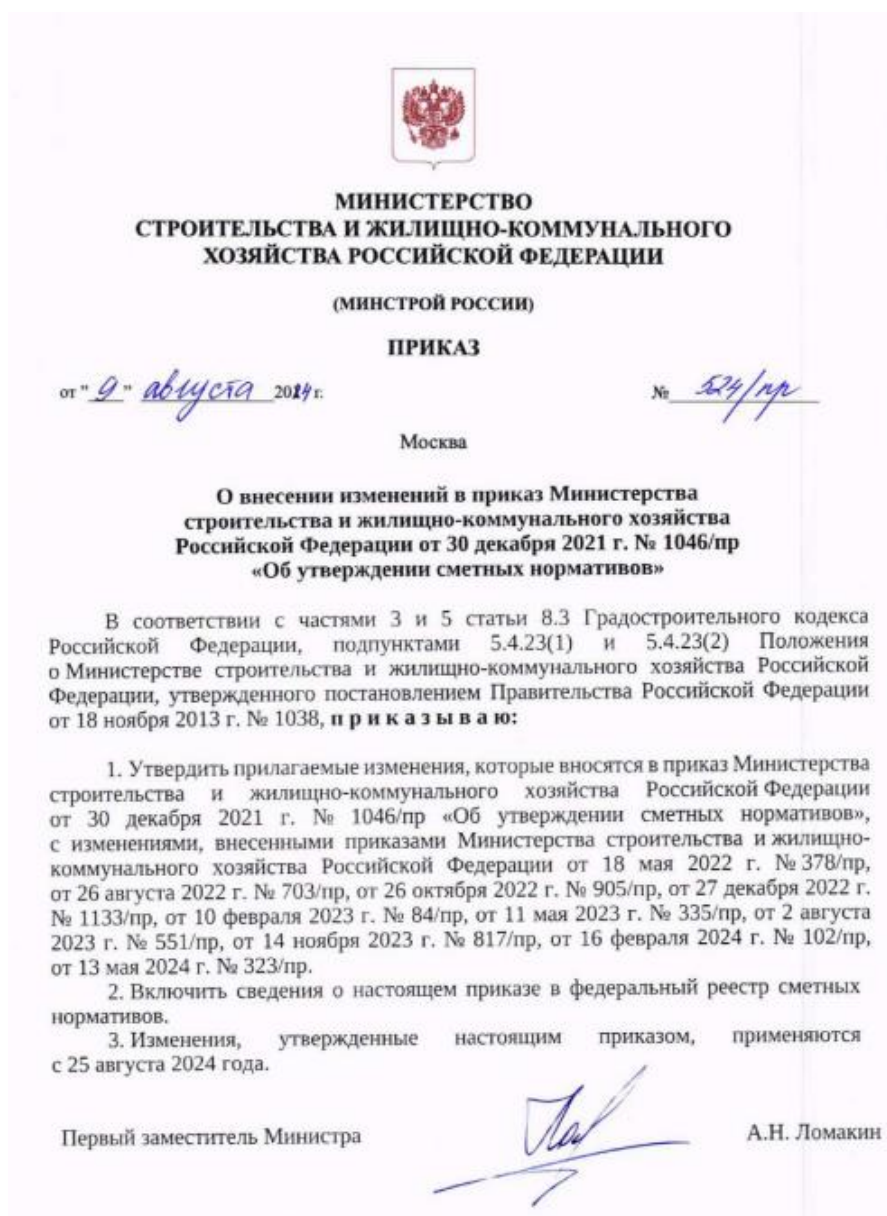 МИНИСТЕРСТВО
СТРОИТЕЛЬСТВА И ЖИЛИЩНО-КОММУНАЛЬНОГО
ХОЗЯЙСТВА РОССИЙСКОЙ ФЕДЕРАЦИИ
(МИНСТРОЙ РОССИИ)
ПРИКАЗ
от "9" августа 2024 г. № 524/пр
Москва
О внесении изменений в приказ Министерства
строительства и жилищно-коммунального хозяйства
Российской Федерации от 30 декабря 2021 г. № 1046/пр
«Об утверждении сметных нормативов»
В соответствии с частями 3 и 5 статьи 8.3 Градостроительного кодекса
Российской Федерации, подпунктами 5.4.23(1) и 5.4.23(2) Положения
о Министерстве строительства и жилищно-коммунального хозяйства Российской
Федерации, утвержденного постановлением Правительства Российской Федерации
от 18 ноября 2013 г. № 1038, п р и к а з ы в а ю:
1. Утвердить прилагаемые изменения, которые вносятся в приказ Министерства
строительства и жилищно-коммунального хозяйства Российской Федерации
от 30 декабря 2021 г. № 1046/пр «Об утверждении сметных нормативов»,
с изменениями, внесенными приказами Министерства строительства и жилищно-
коммунального хозяйства Российской Федерации от 18 мая 2022 г. № 378/пр,
от 26 августа 2022 г. № 703/пр, от 26 октября 2022 г. № 905/пр, от 27 декабря 2022 г.
№ 1133/пр, от 10 февраля 2023 г. № 84/пр, от 11 мая 2023 г. № 335/пр, от 2 августа
2023 г. № 551/пр, от 14 ноября 2023 г. № 817/пр, от 16 февраля 2024 г. № 102/пр,
от 13 мая 2024 г. № 323/пр.
2. Включить сведения о настоящем приказе в федеральный реестр сметных
нормативов.
3. Изменения, утвержденные настоящим приказом, применяются
с 25 августа 2024 года.
Первый заместитель Министра А.Н. Ломакин